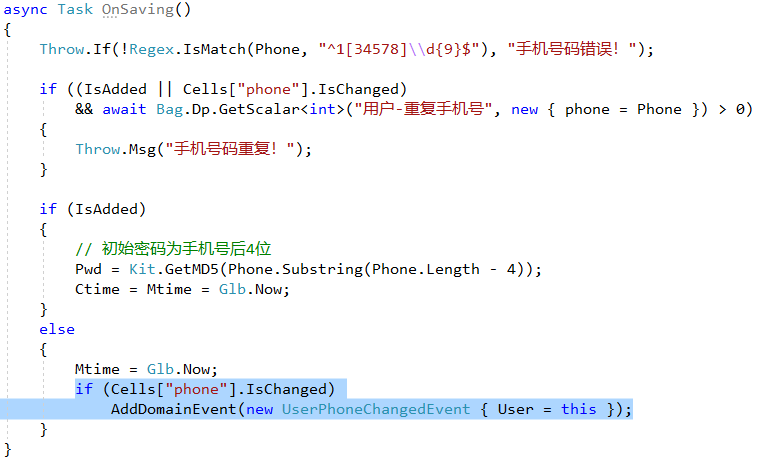 async Task OnSaving()
{
    Throw.If(!Regex.IsMatch(Phone, "^1[34578]\\d{9}$"), "手机号码错误！");

    if ((IsAdded || Cells["phone"].IsChanged)
        && await Bag.Dp.GetScalar<int>("用户-重复手机号", new { phone = Phone }) > 0)
    {
        Throw.Msg("手机号码重复！");
    }

    if (IsAdded)
    {
        // 初始密码为手机号后4位
        Pwd = Kit.GetMD5(Phone.Substring(Phone.Length - 4));
        Ctime = Mtime = Glb.Now;
    }
    else
    {
        Mtime = Glb.Now;
        if (Cells["phone"].IsChanged)
            AddDomainEvent(new UserPhoneChangedEvent { User = this });
    }
}